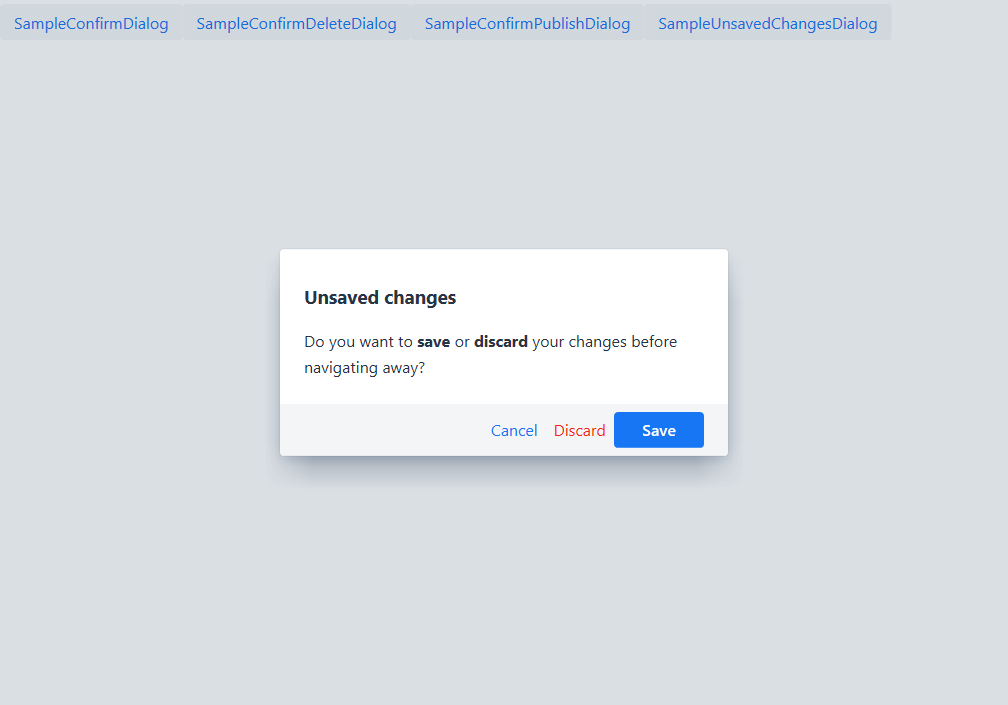 SampleConfirmDialog SampleConfirmDeleteDialog SampleConfirmPublishDialog SampleUnsavedChangesDialog
Unsaved changes
Do you want to save or discard your changes before
navigating away?
Cancel Discard Save